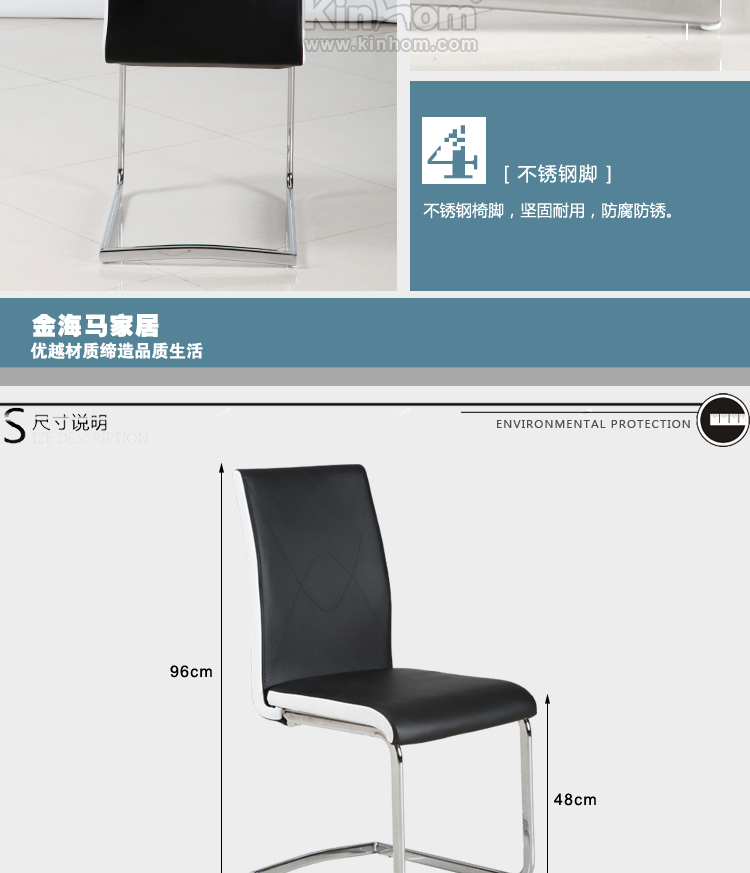 Kinhom
www.kinhom.com
4
[ 不锈钢脚 ]
不锈钢椅脚，坚固耐用，防腐防锈。
金海马家居
优越材质缔造品质生活
S 尺寸说明
IZE DESCRIPTION
ENVIRONMENTAL PROTECTION
96cm
48cm